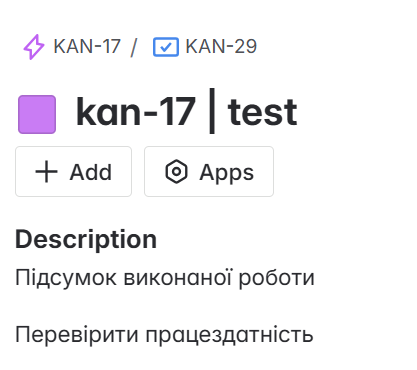 KAN-17 / KAN-29
kan-17 | test
Add Apps
Description
Підсумок виконаної роботи
Перевірити працездатність